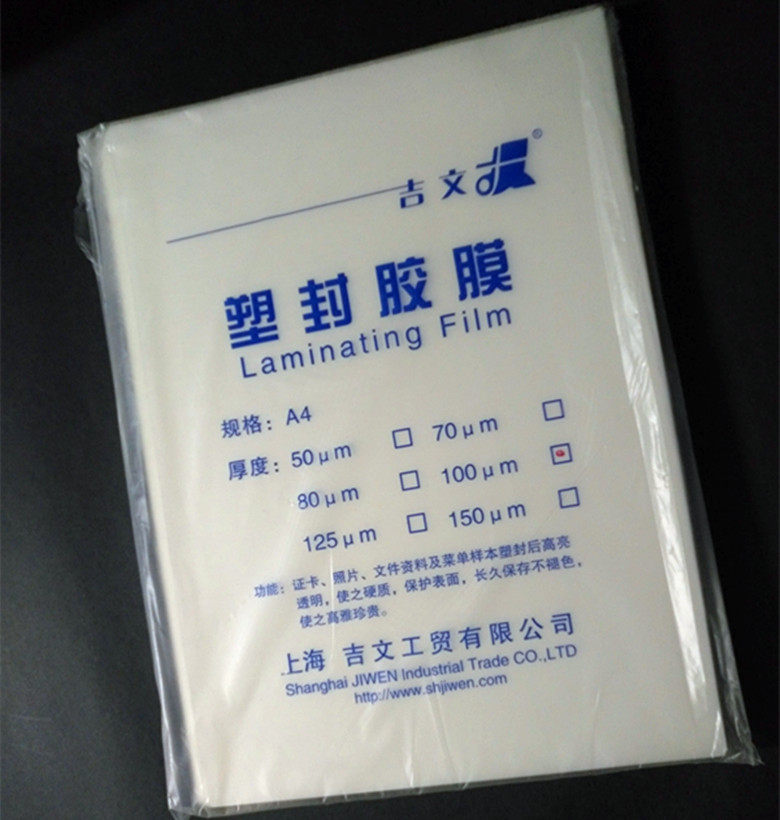 吉文®
塑封胶膜
Laminating Film
规格：A4
厚度：50μm □ 70μm □
80μm □ 100μm □
125μm □ 150μm □
功能：证卡、照片、文件资料及菜单样本塑封后高亮
透明，使之硬质，保护表面，长久保存不褪色，
使之高雅珍贵。
上海 吉文工贸有限公司
Shanghai JIWEN Industrial Trade CO.,LTD
http://www.shjiwen.com